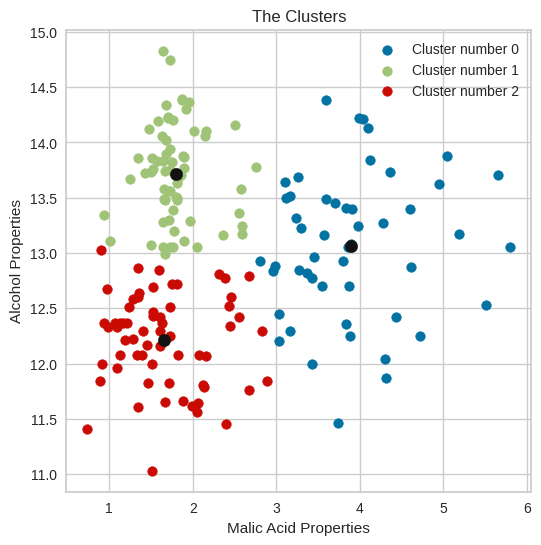 The Clusters
Cluster number 0
Cluster number 1
Cluster number 2
15.0
14.5
14.0
13.5
13.0
12.5
12.0
11.5
11.0
Alcohol Properties
1
2
3
4
5
6
Malic Acid Properties